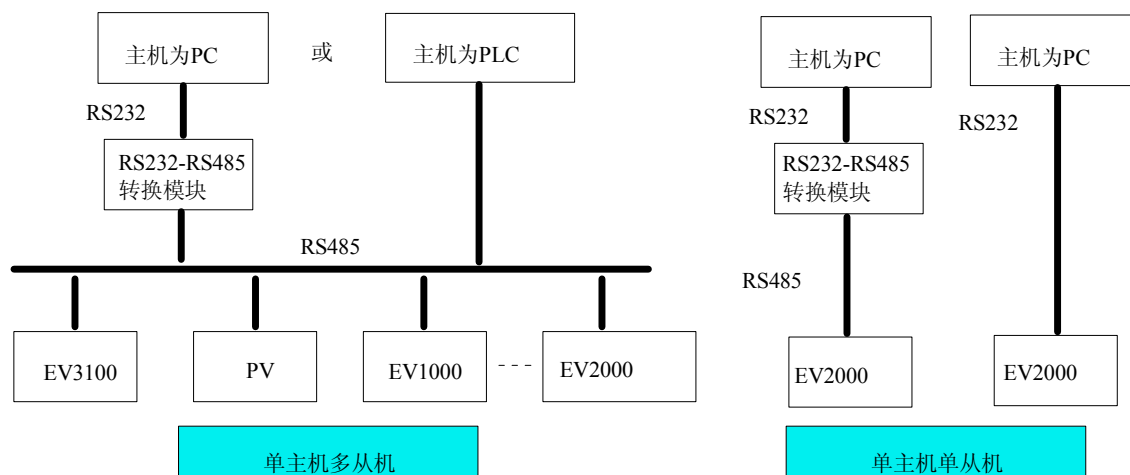 主机为PC
或
主机为PLC
RS232
RS232-RS485
转换模块
RS485
EV3100
PV
EV1000
- - -
EV2000
单主机多从机
主机为PC
主机为PC
RS232
RS232
RS232-RS485
转换模块
RS485
EV2000
EV2000
单主机单从机